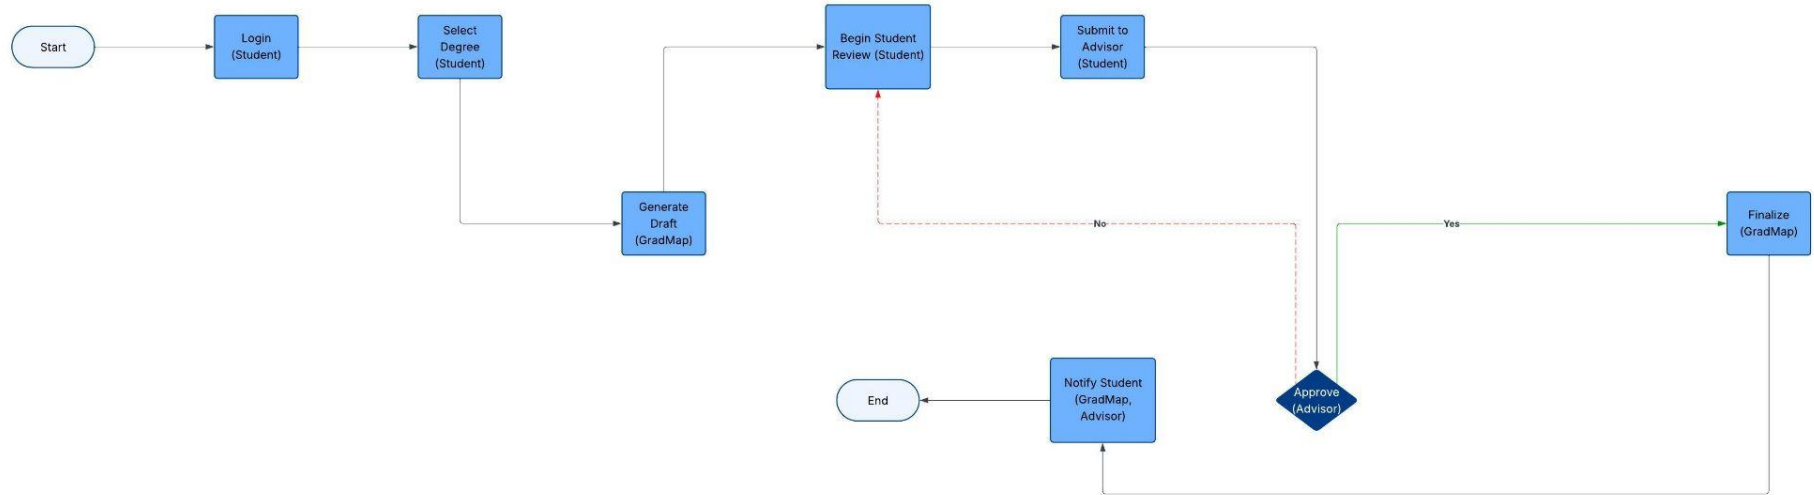 Start
Login
(Student)
Select
Degree
(Student)
Begin Student
Review (Student)
Submit to
Advisor
(Student)
Generate
Draft
(GradMap)
No
Yes
Finalize
(GradMap)
End
Notify Student
(GradMap,
Advisor)
Approve
(Advisor)